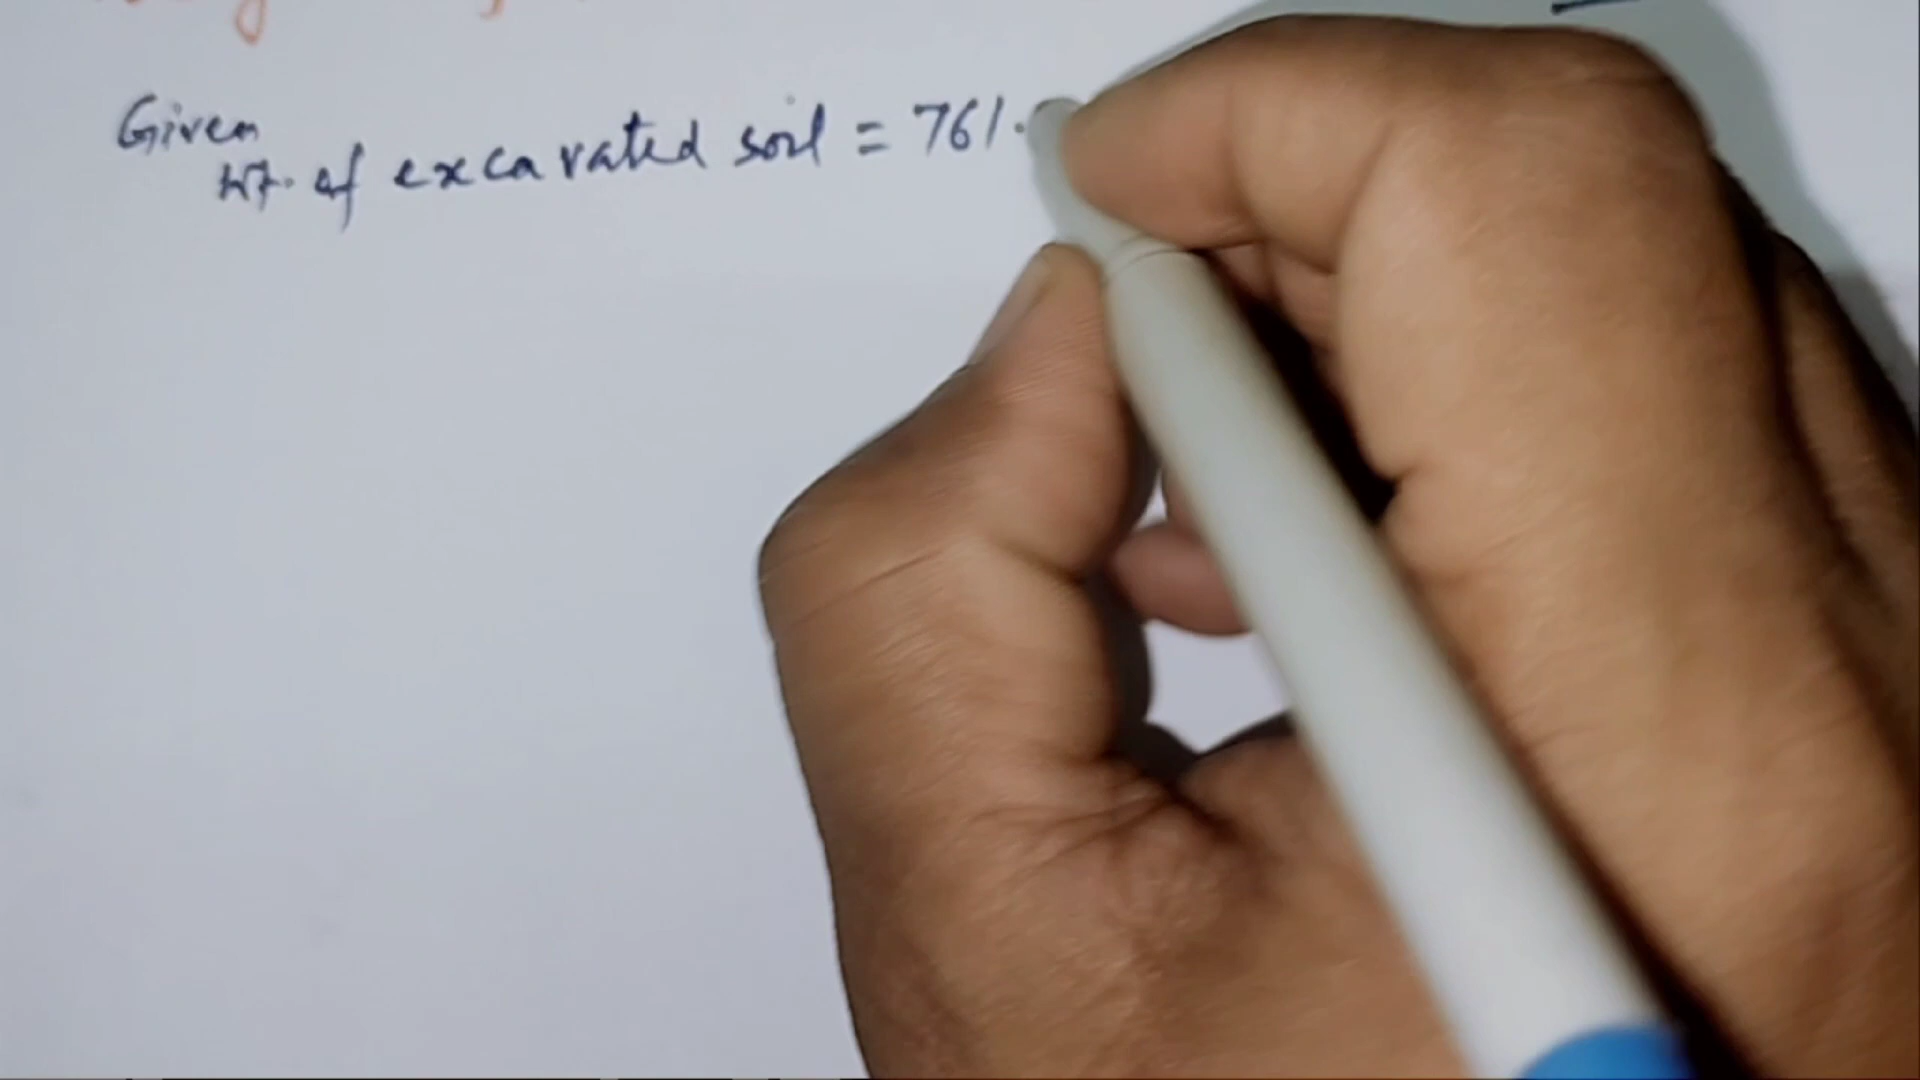 Given
Wt. of excavated soil = 761.